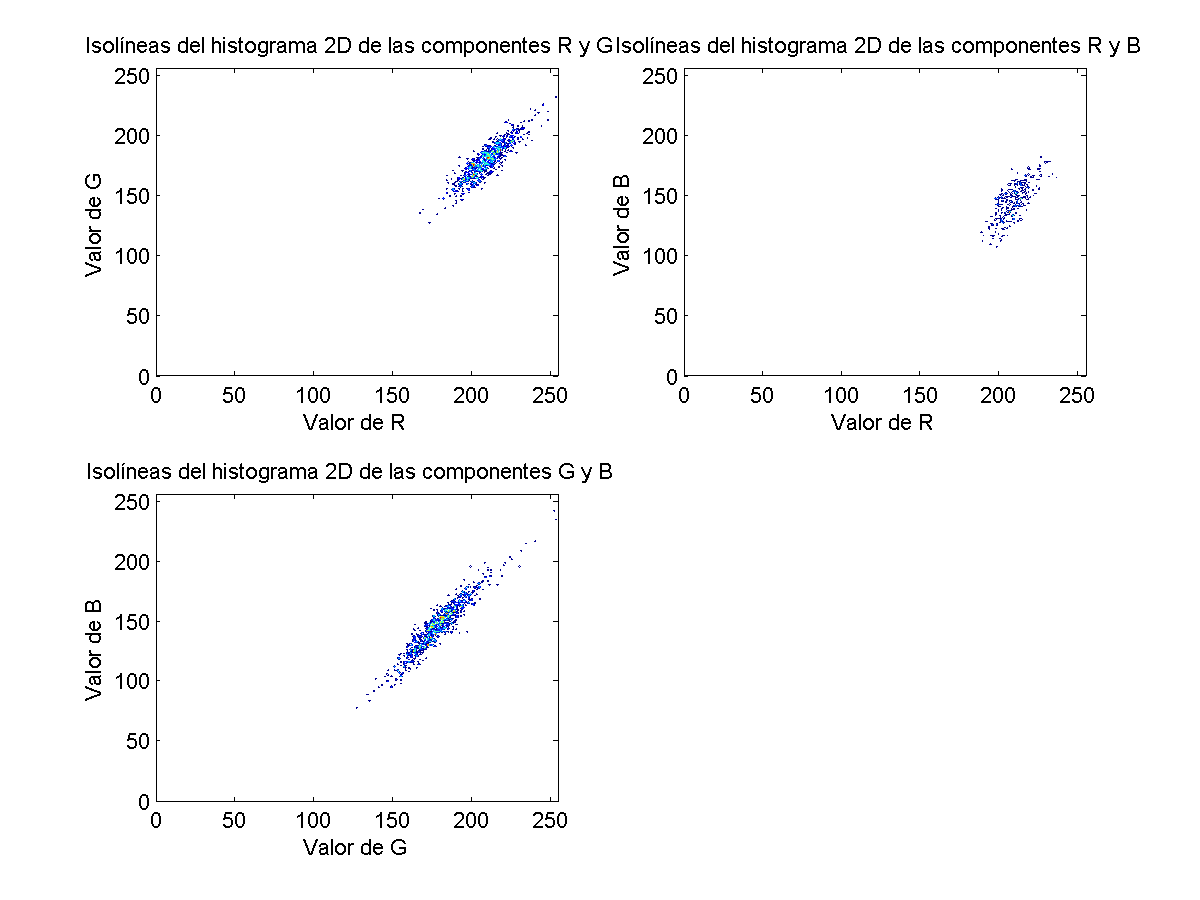 Isolíneas del histograma 2D de las componentes R y G
250
200
150
100
50
0
Valor de G
0 50 100 150 200 250
Valor de R
Isolíneas del histograma 2D de las componentes R y B
250
200
150
100
50
0
Valor de B
0 50 100 150 200 250
Valor de R
Isolíneas del histograma 2D de las componentes G y B
250
200
150
100
50
0
Valor de B
0 50 100 150 200 250
Valor de G